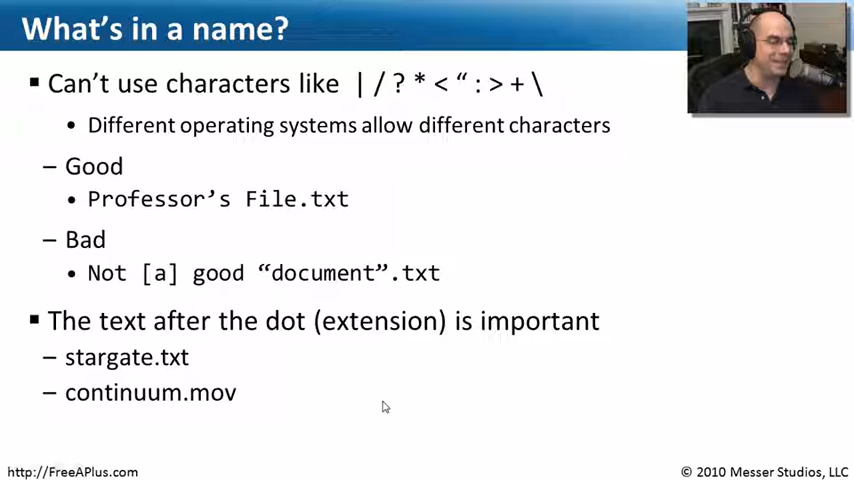 What's in a name?
▪ Can't use characters like | / ? * < “ : > + \
• Different operating systems allow different characters
– Good
• Professor’s File.txt
– Bad
• Not [a] good “document”.txt
▪ The text after the dot (extension) is important
– stargate.txt
– continuum.mov
http://FreeAPlus.com
© 2010 Messer Studios, LLC